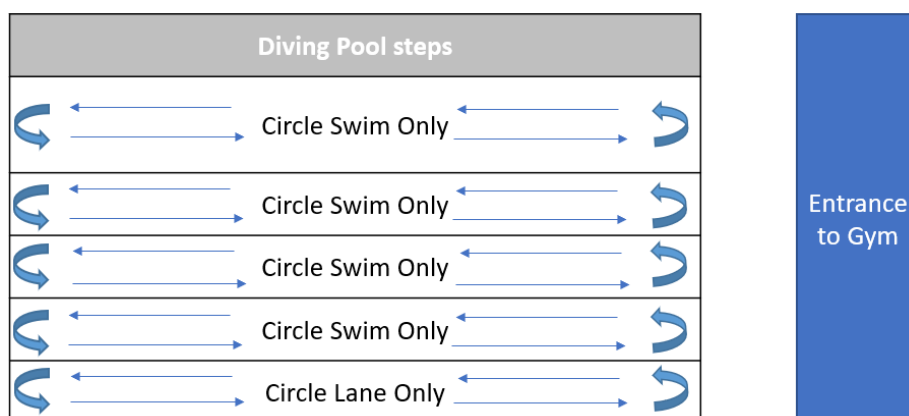 Diving Pool steps
Circle Swim Only
Circle Swim Only
Circle Swim Only
Circle Swim Only
Circle Lane Only
Entrance
to Gym